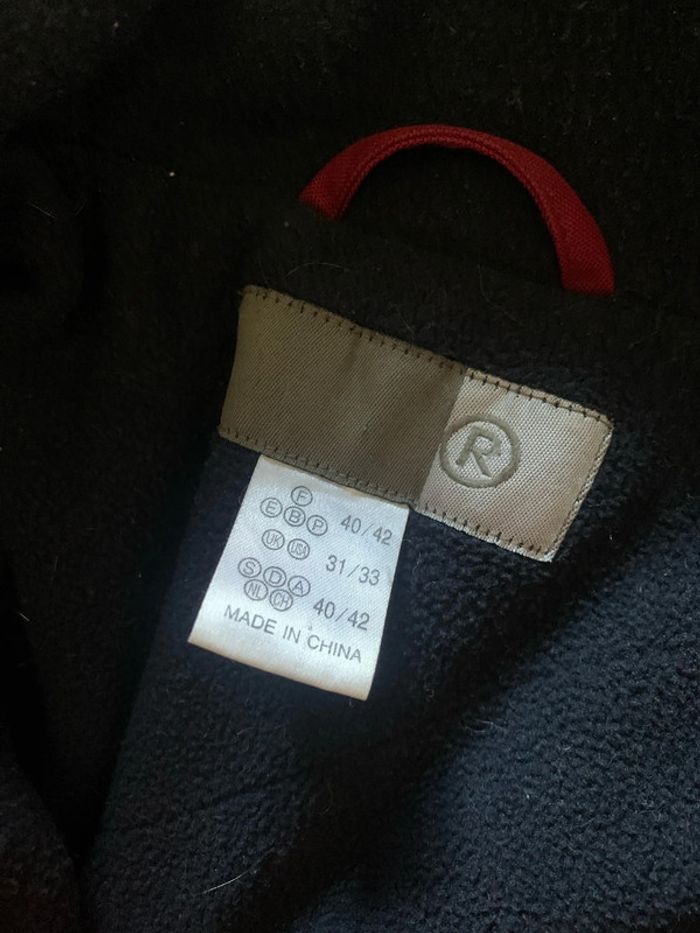 R
F
E B P 40/42
UK USA 31/33
S D A
NL CH 40/42
MADE IN CHINA